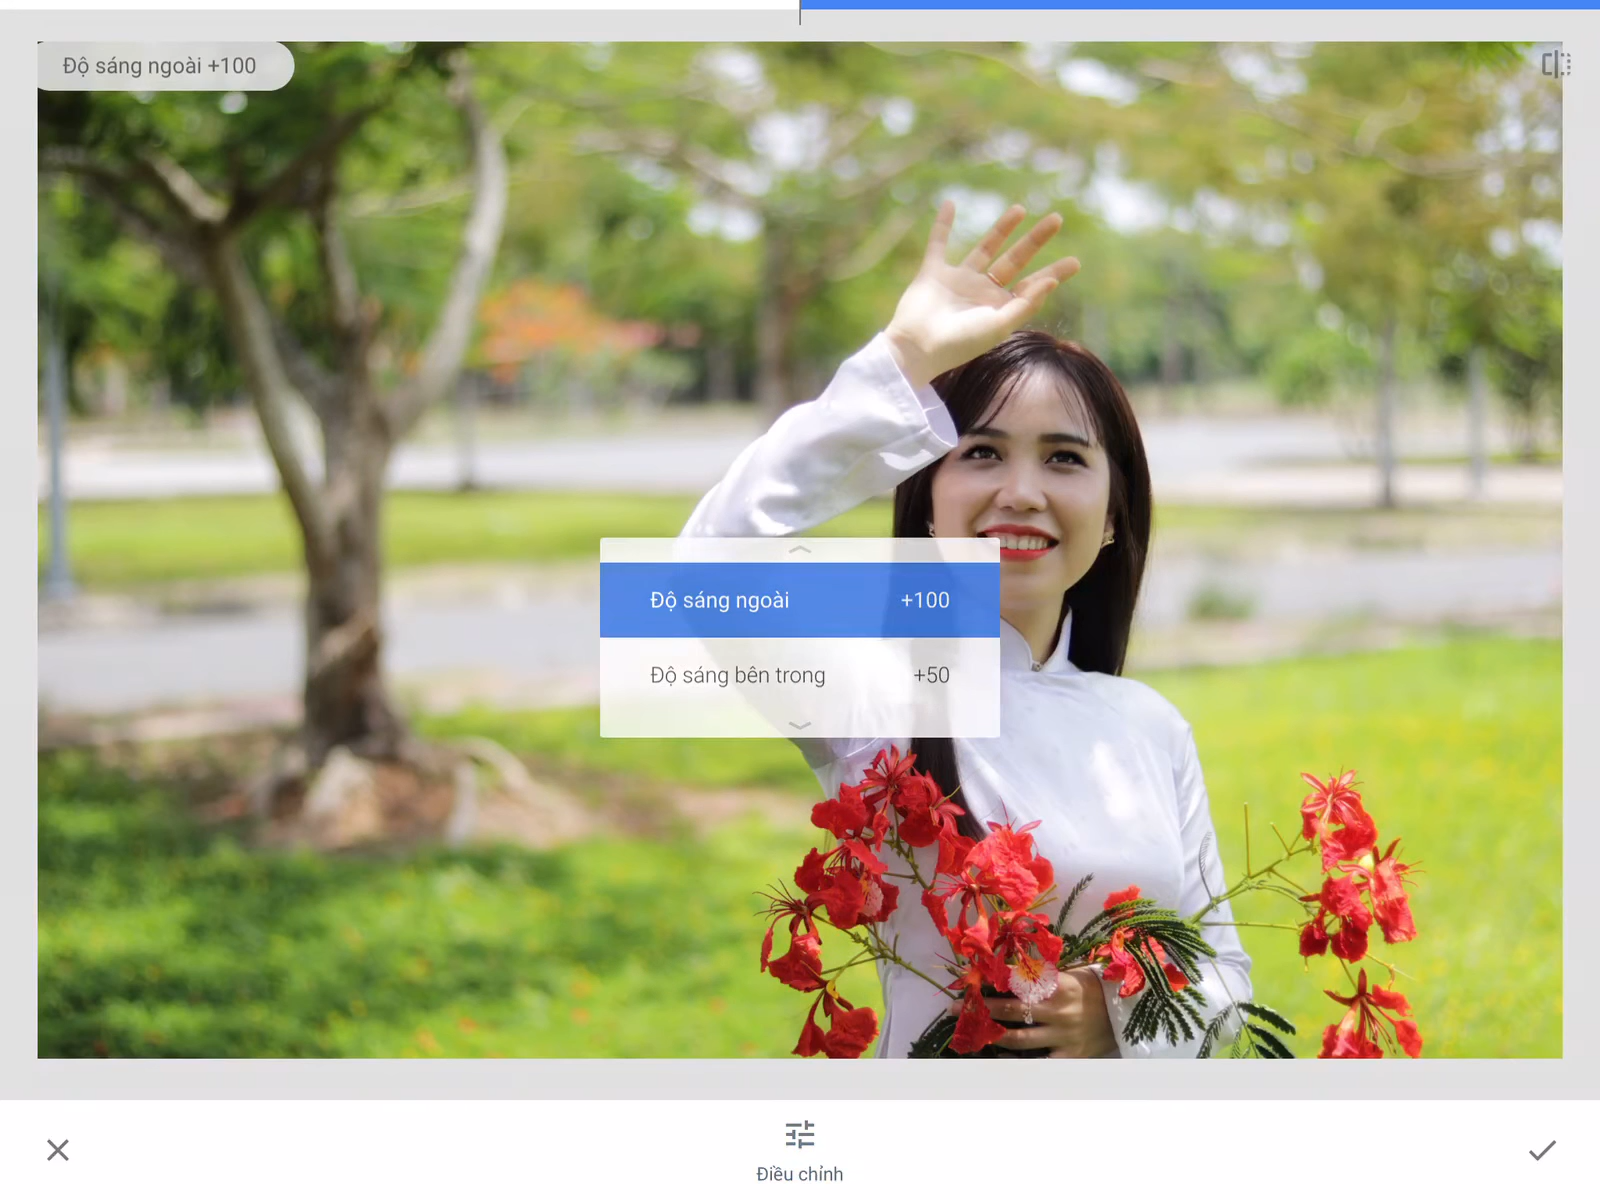 Độ sáng ngoài +100
Độ sáng ngoài +100
Độ sáng bên trong +50
Điều chỉnh